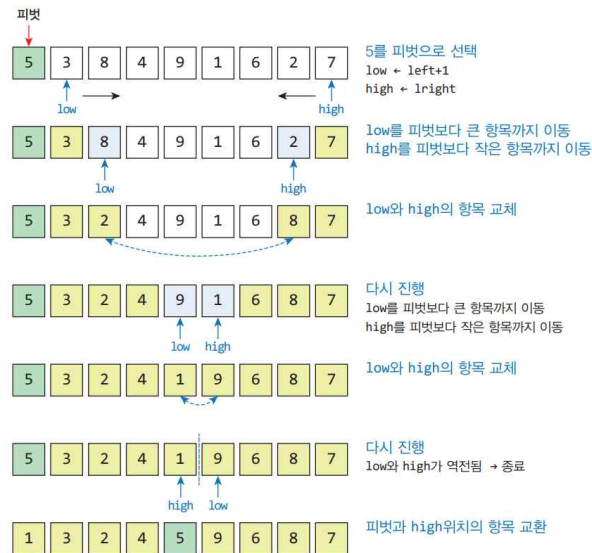 피벗
5 3 8 4 9 1 6 2 7
5를 피벗으로 선택
low ← left+1
high ← lright
low high
5 3 8 4 9 1 6 2 7
low를 피벗보다 큰 항목까지 이동
high를 피벗보다 작은 항목까지 이동
low high
5 3 2 4 9 1 6 8 7
low와 high의 항목 교체
5 3 2 4 9 1 6 8 7
다시 진행
low를 피벗보다 큰 항목까지 이동
high를 피벗보다 작은 항목까지 이동
low high
5 3 2 4 1 9 6 8 7
low와 high의 항목 교체
5 3 2 4 1 9 6 8 7
다시 진행
low와 high가 역전됨 → 종료
high low
1 3 2 4 5 9 6 8 7
피벗과 high위치의 항목 교환